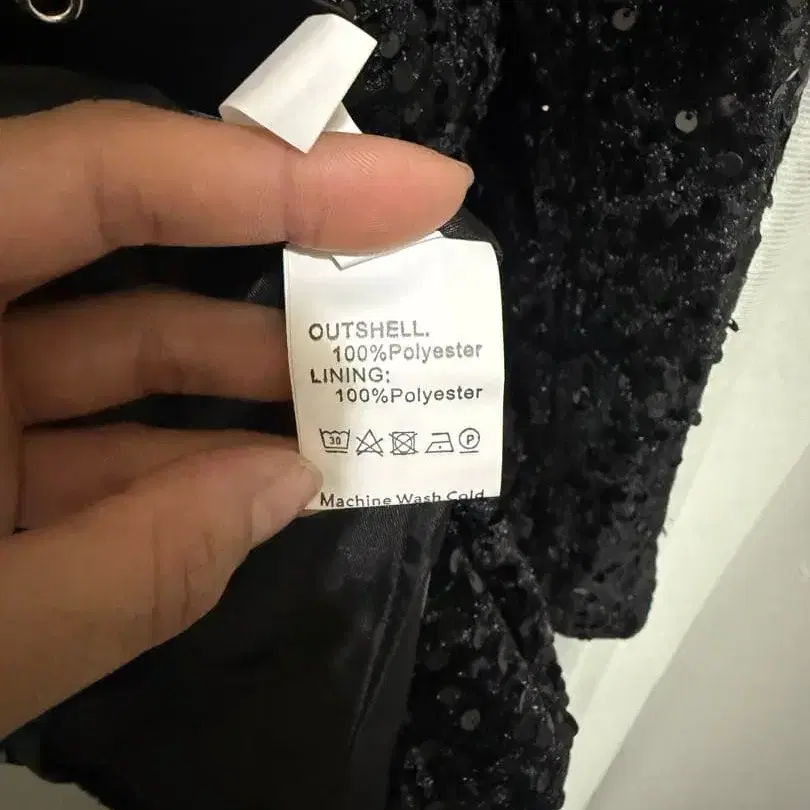 OUTSHELL.
100%Polyester
LINING:
100%Polyester
30 P
Machine Wash Cold